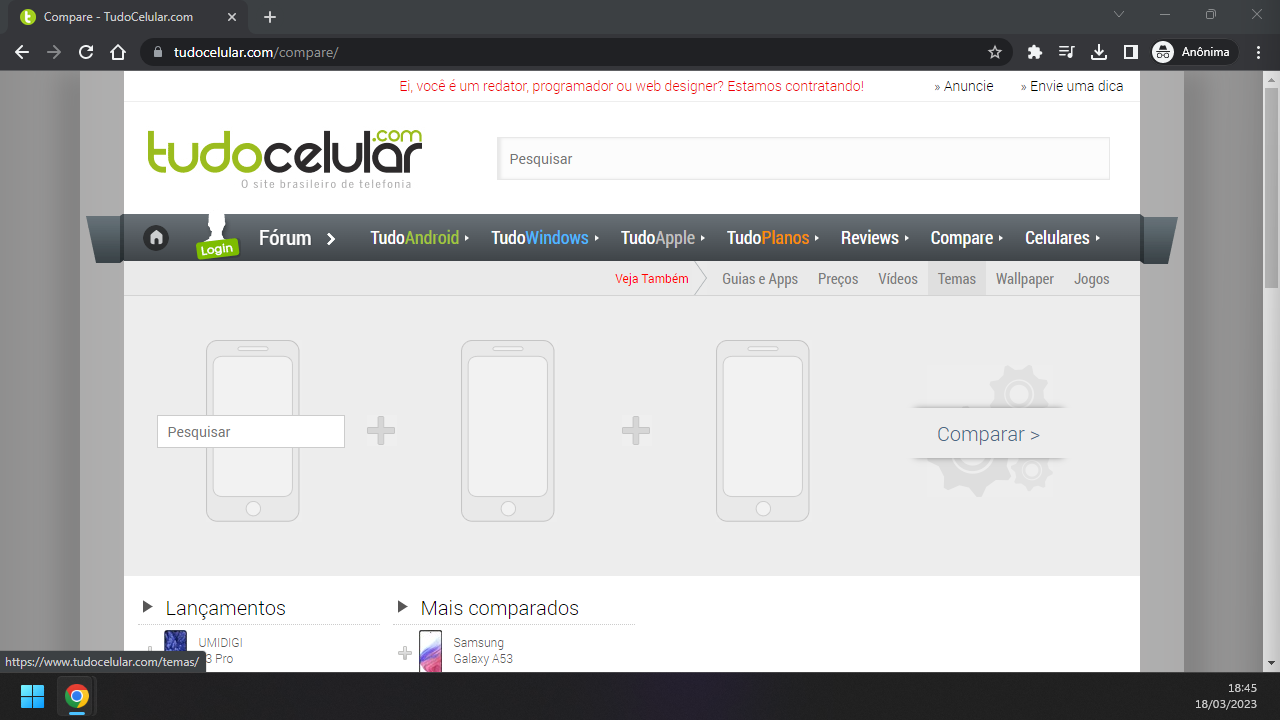 Compare - TudoCelular.com
tudocelular.com/compare/
Anônima
Ei, você é um redator, programador ou web designer? Estamos contratando!
» Anuncie
» Envie uma dica
tudocelular.com
O site brasileiro de telefonia
Pesquisar
Login
Fórum
TudoAndroid
TudoWindows
TudoApple
TudoPlanos
Reviews
Compare
Celulares
Veja Também
Guias e Apps
Preços
Vídeos
Temas
Wallpaper
Jogos
Pesquisar
Comparar >
Lançamentos
Mais comparados
UMIDIGI
3 Pro
Samsung
Galaxy A53
https://www.tudocelular.com/temas/
18:45
18/03/2023